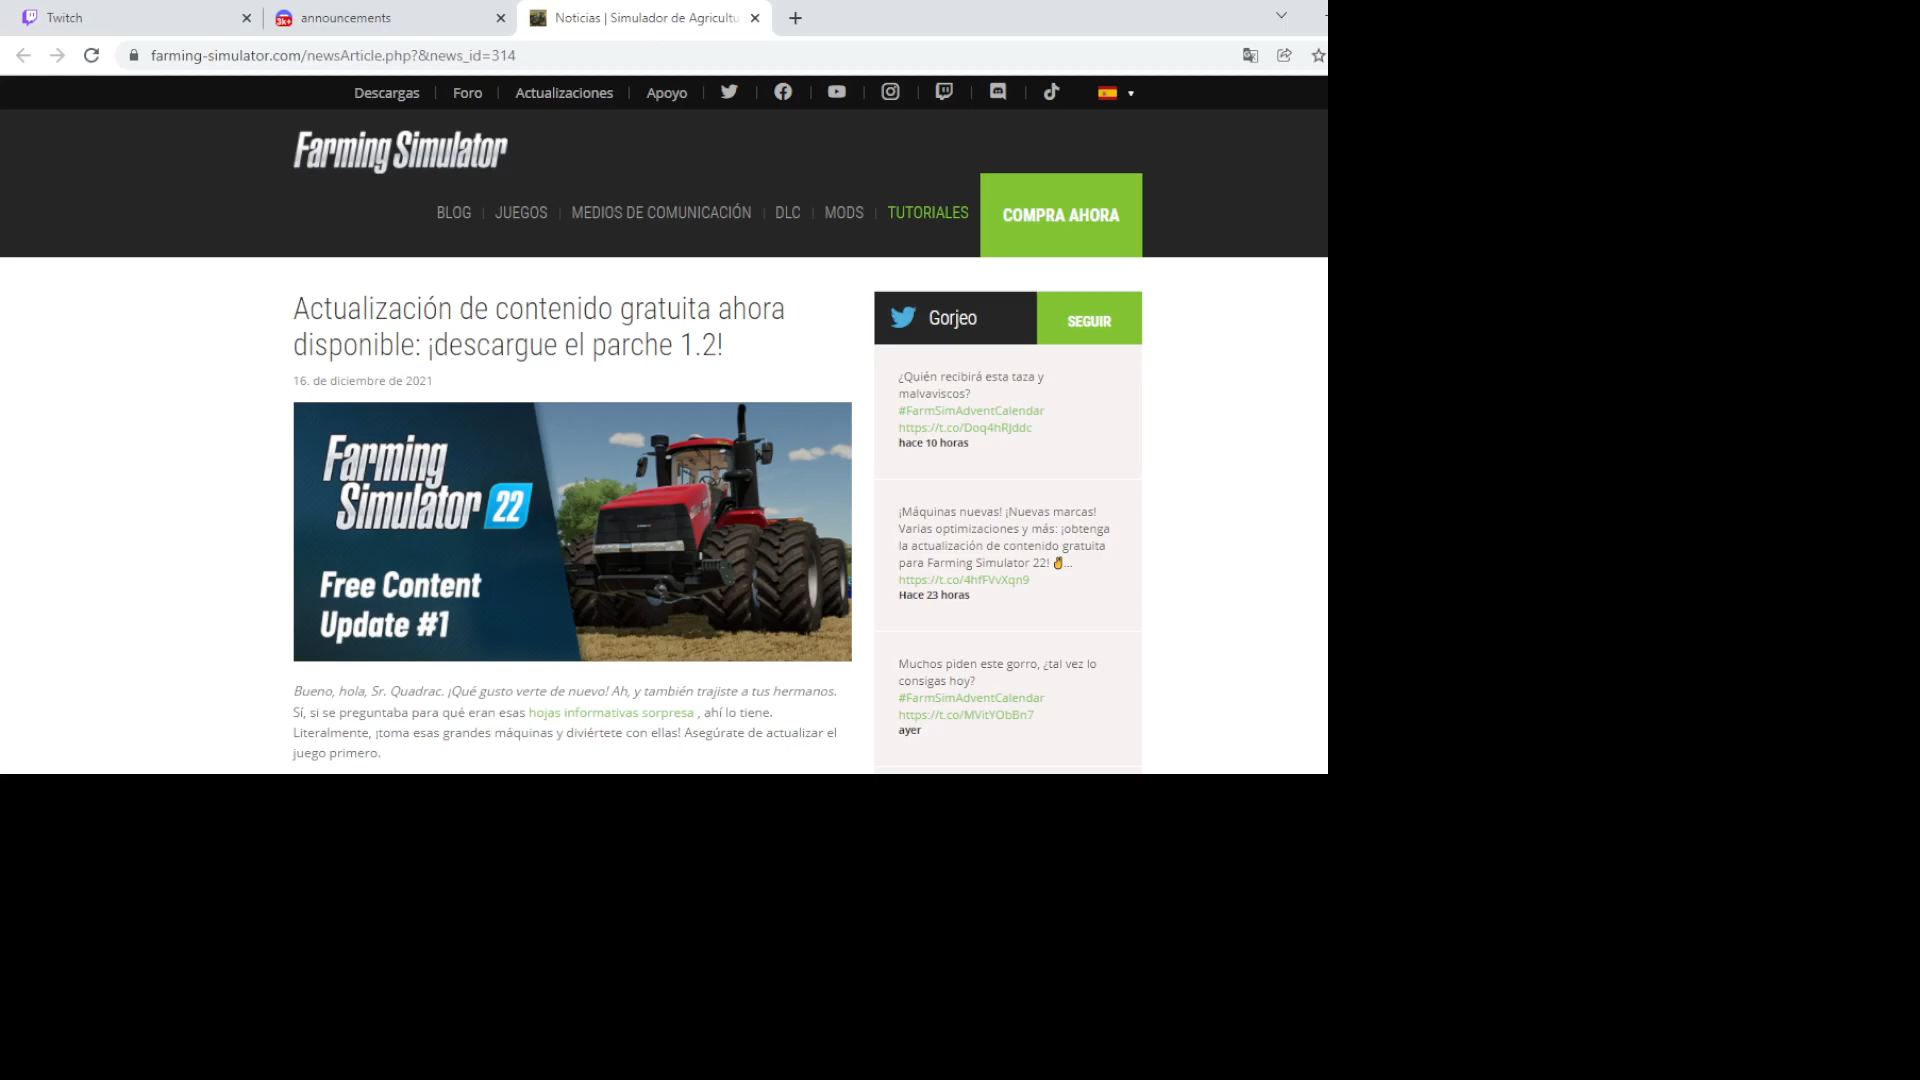 Twitch
announcements
Noticias | Simulador de Agricultu
farming-simulator.com/newsArticle.php?&news_id=314
Descargas
Foro
Actualizaciones
Apoyo
Farming Simulator
BLOG
JUEGOS
MEDIOS DE COMUNICACIÓN
DLC
MODS
TUTORIALES
COMPRA AHORA
Actualización de contenido gratuita ahora
disponible: ¡descargue el parche 1.2!
16. de diciembre de 2021
Farming
Simulator 22
Free Content
Update #1
Bueno, hola, Sr. Quadrac. ¡Qué gusto verte de nuevo! Ah, y también trajiste a tus hermanos.
Sí, si se preguntaba para qué eran esas hojas informativas sorpresa , ahí lo tiene.
Literalmente, ¡toma esas grandes máquinas y diviértete con ellas! Asegúrate de actualizar el
juego primero.
Gorjeo
SEGUIR
¿Quién recibirá esta taza y
malvaviscos?
#FarmSimAdventCalendar
https://t.co/Doq4hRJddc
hace 10 horas
¡Máquinas nuevas! ¡Nuevas marcas!
Varias optimizaciones y más: ¡obtenga
la actualización de contenido gratuita
para Farming Simulator 22! ✌...
https://t.co/4hfFVvXqn9
Hace 23 horas
Muchos piden este gorro, ¿tal vez lo
consigas hoy?
#FarmSimAdventCalendar
https://t.co/MVitYObBn7
ayer